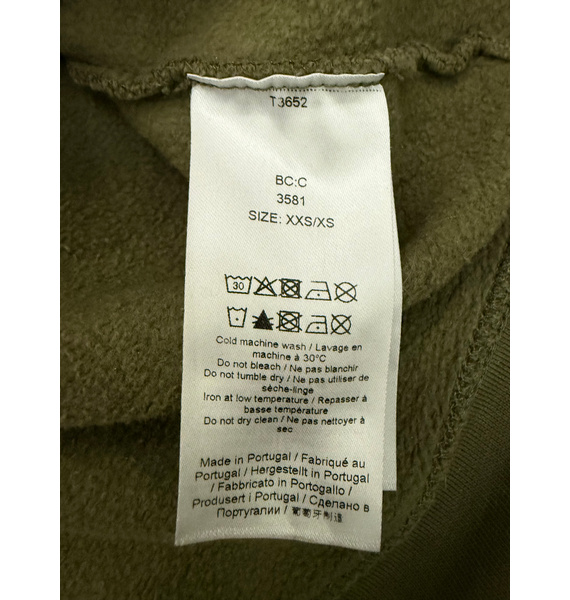 T3652
BC:C
3581
SIZE: XXS/XS
30
Cold machine wash / Lavage en
machine à 30°C
Do not bleach / Ne pas blanchir
Do not tumble dry / Ne pas utiliser de
sèche-linge
Iron at low temperature / Repasser à
basse température
Do not dry clean / Ne pas nettoyer à
sec
Made in Portugal / Fabriqué au
Portugal / Hergestellt in Portugal
/ Fabbricato in Portogallo /
Produsert i Portugal / Сделано в
Португалии / 葡萄牙制造